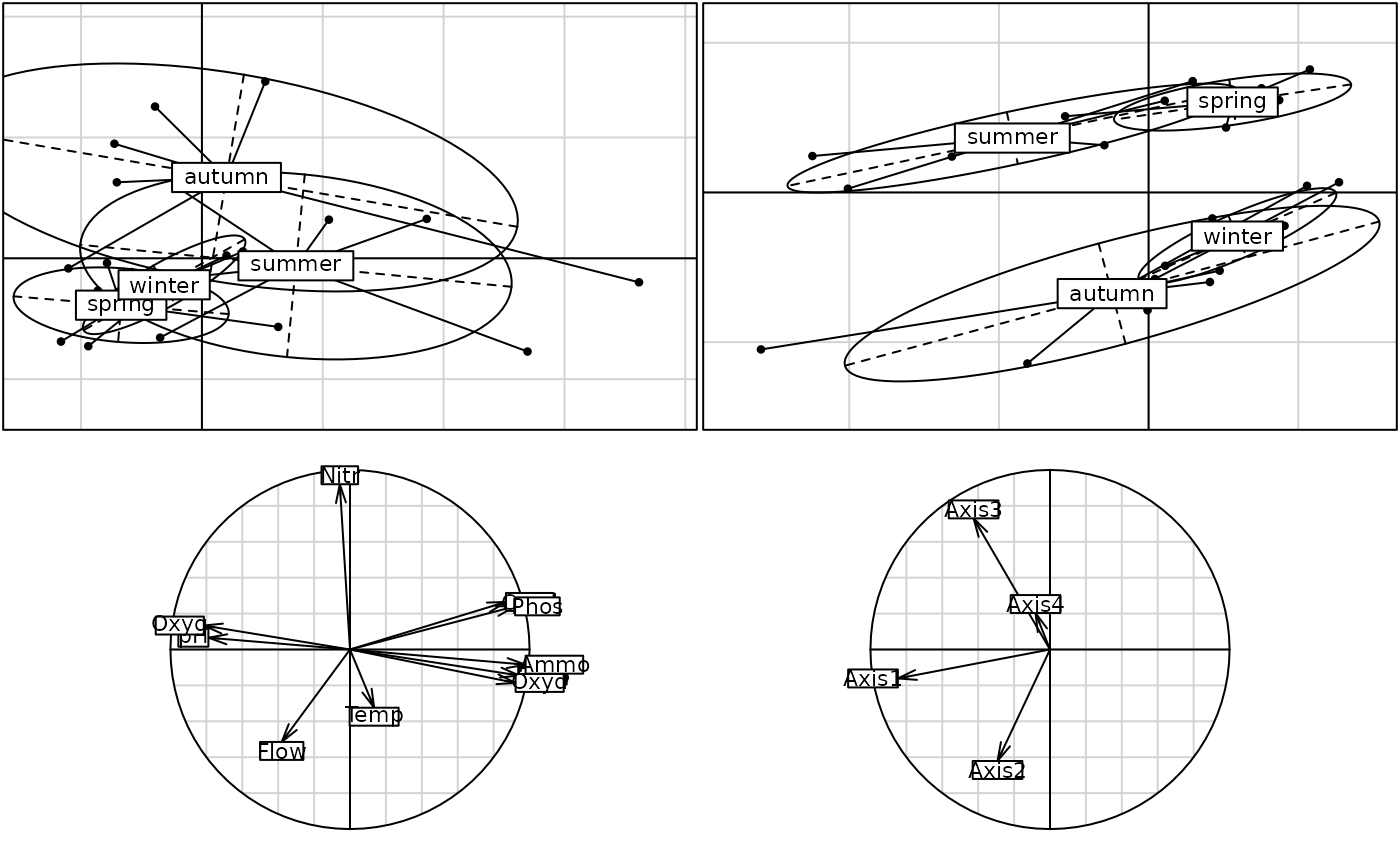 autumn
summer
winter
spring
spring
summer
winter
autumn
Nitr
Phos
Oxyd
pH
Ammo
Oxyd
Temp
Flow
Axis3
Axis4
Axis1
Axis2